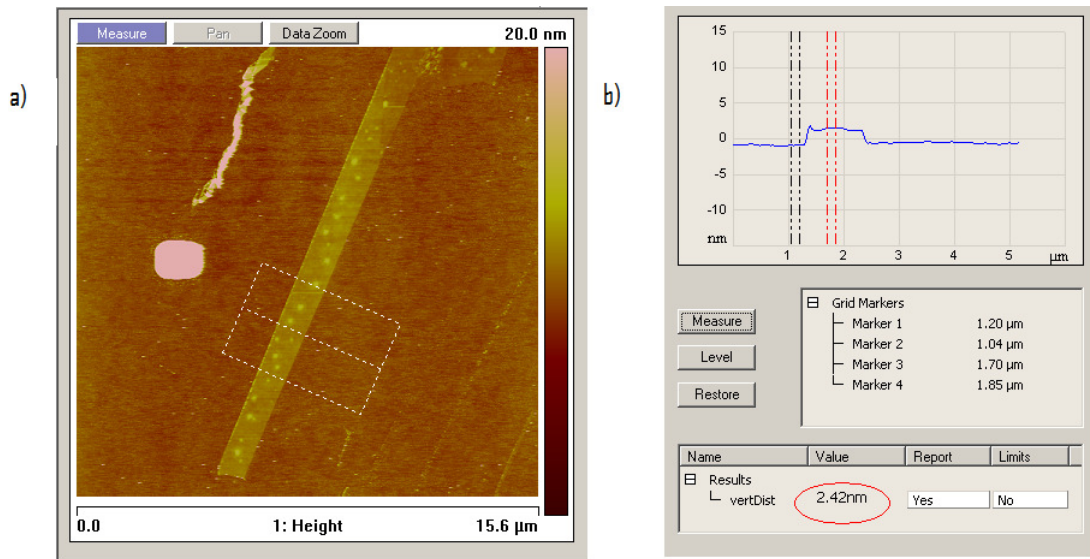 a)
Measure Pan Data Zoom 20.0 nm
0.0 1: Height 15.6 µm
b)
15
10
5
0
-5
-10
nm
1 2 3 4 5 µm
Measure
Level
Restore
Grid Markers
Marker 1 1.20 µm
Marker 2 1.04 µm
Marker 3 1.70 µm
Marker 4 1.85 µm
Name Value Report Limits
Results
vertDist 2.42nm Yes No